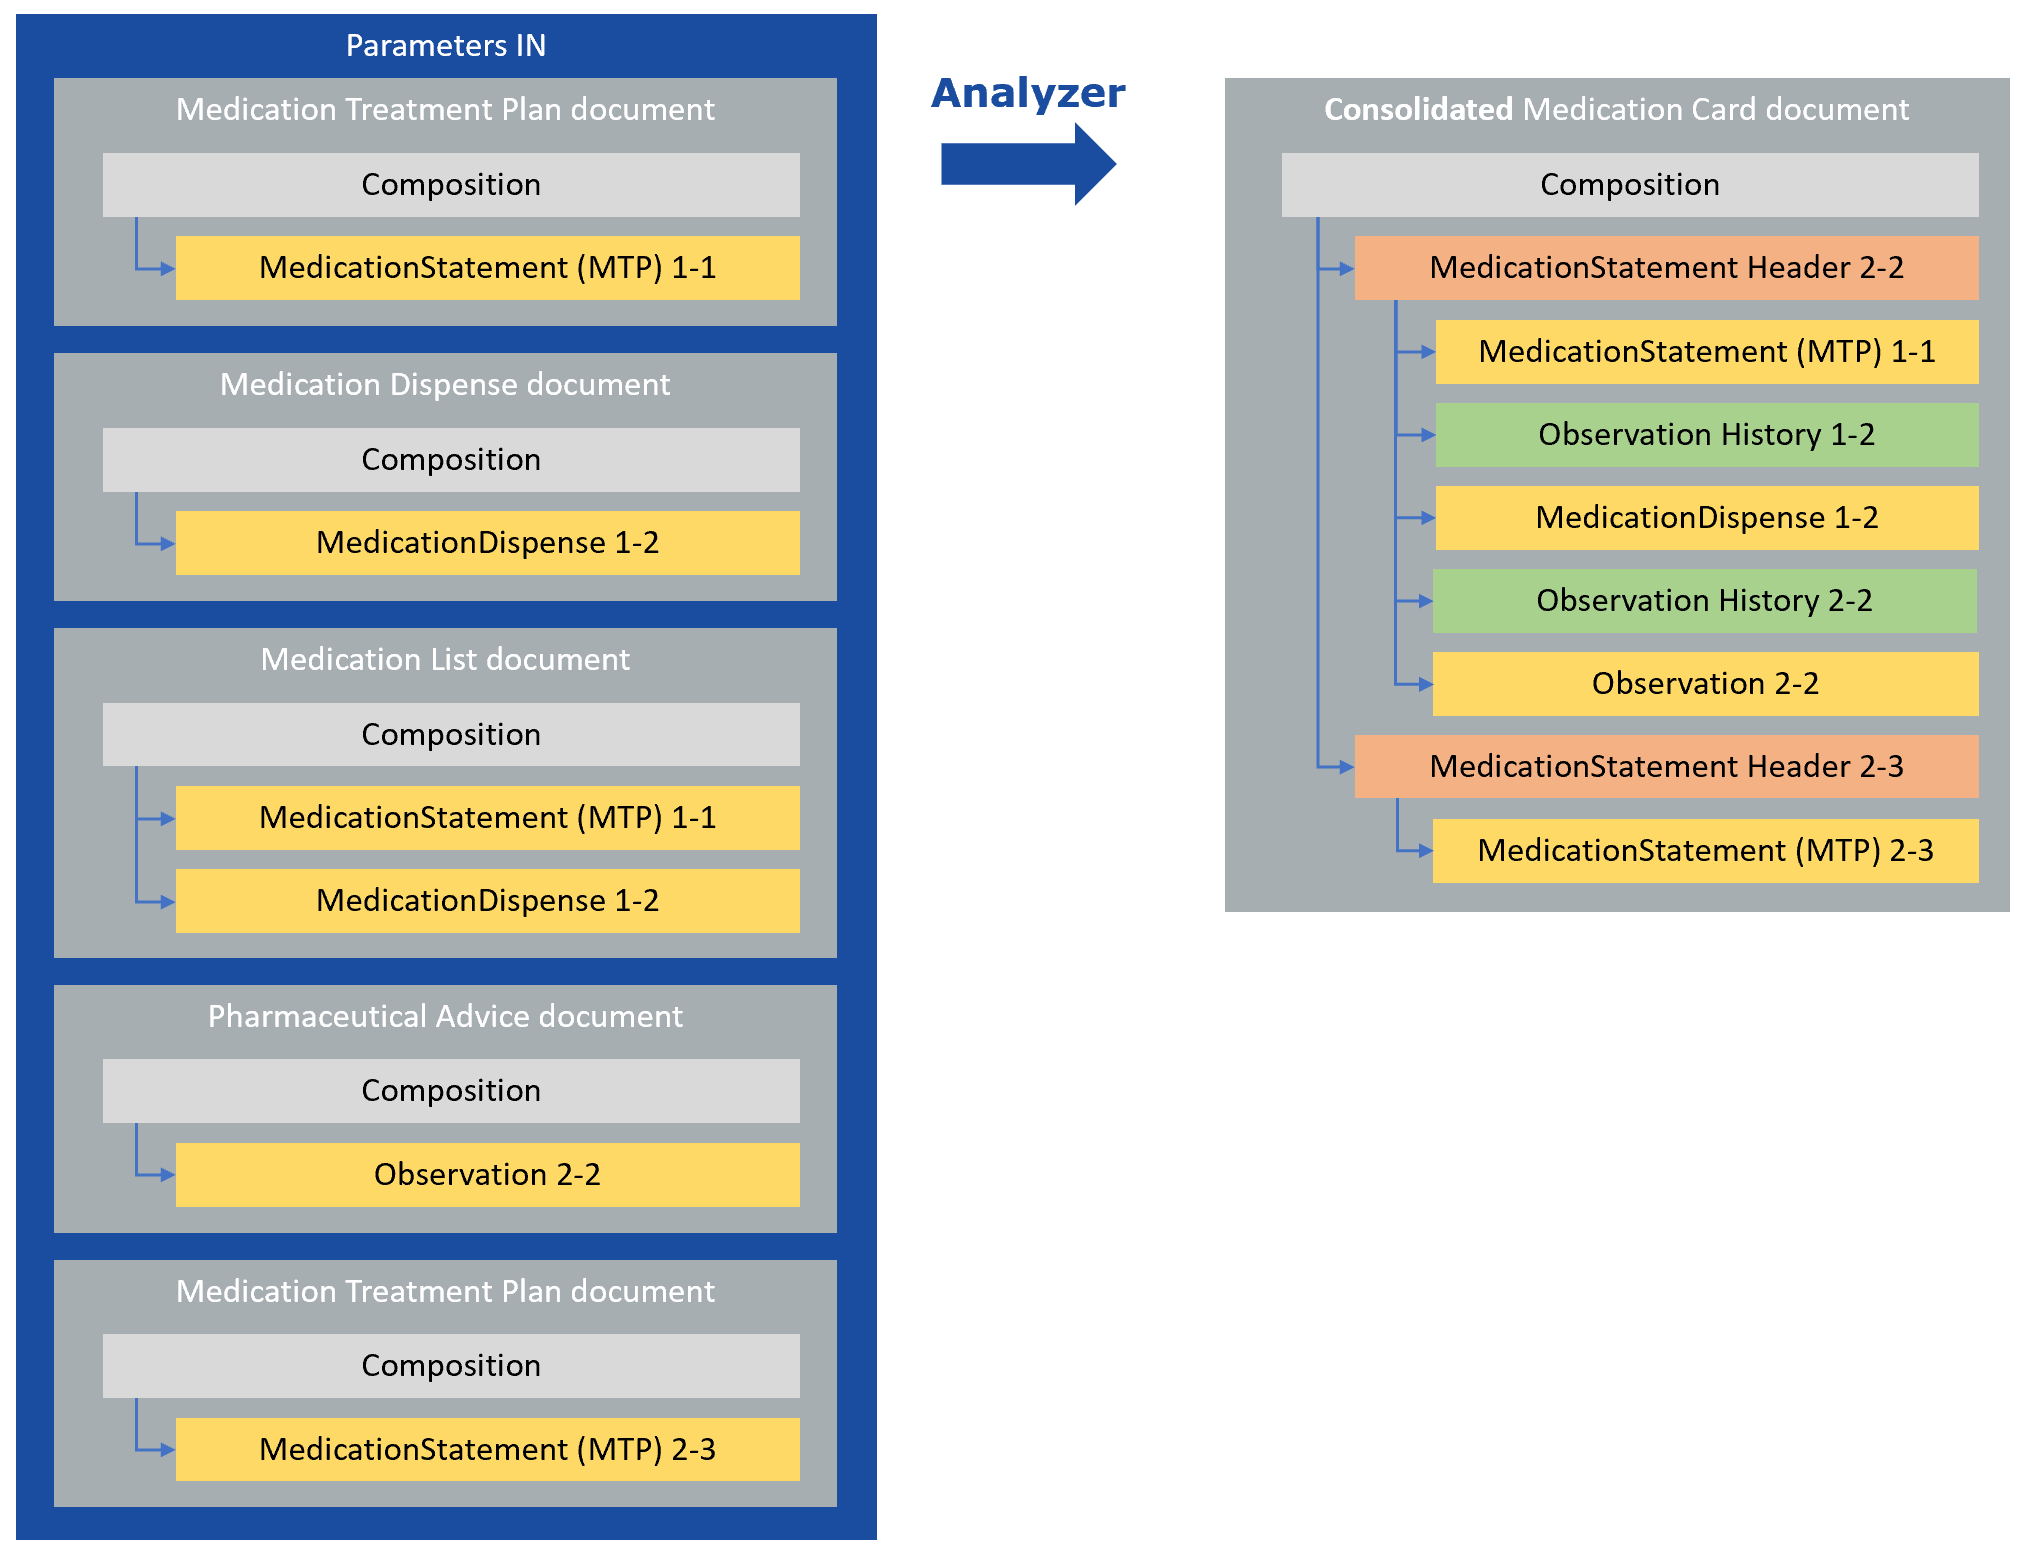 Parameters IN
Medication Treatment Plan document
Composition
MedicationStatement (MTP) 1-1
Medication Dispense document
Composition
MedicationDispense 1-2
Medication List document
Composition
MedicationStatement (MTP) 1-1
MedicationDispense 1-2
Pharmaceutical Advice document
Composition
Observation 2-2
Medication Treatment Plan document
Composition
MedicationStatement (MTP) 2-3
Analyzer
Consolidated Medication Card document
Composition
MedicationStatement Header 2-2
MedicationStatement (MTP) 1-1
Observation History 1-2
MedicationDispense 1-2
Observation History 2-2
Observation 2-2
MedicationStatement Header 2-3
MedicationStatement (MTP) 2-3